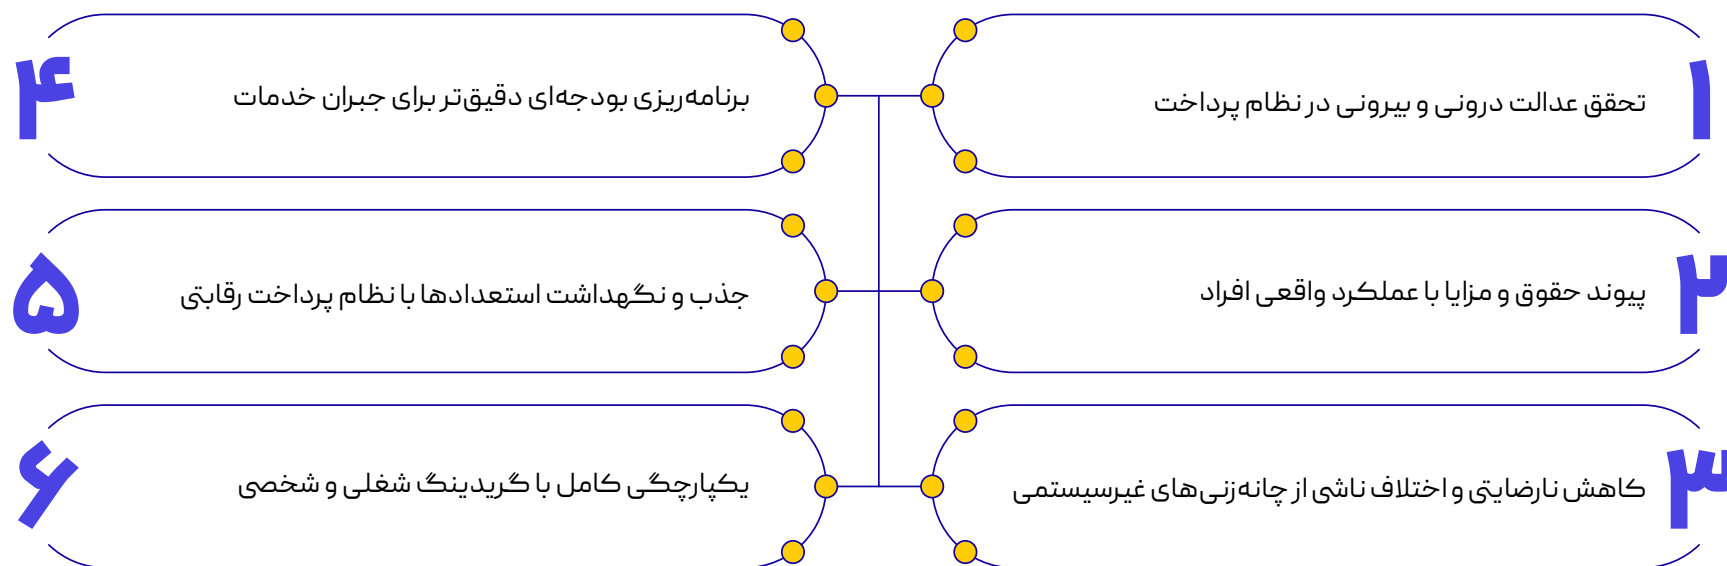 ۱
تحقق عدالت درونی و بیرونی در نظام پرداخت
۲
پیوند حقوق و مزایا با عملکرد واقعی افراد
۳
کاهش نارضایتی و اختلاف ناشی از چانه‌زنی‌های غیرسیستمی
۴
برنامه‌ریزی بودجه‌ای دقیق‌تر برای جبران خدمات
۵
جذب و نگهداشت استعدادها با نظام پرداخت رقابتی
۶
یکپارچگی کامل با گریدینگ شغلی و شخصی